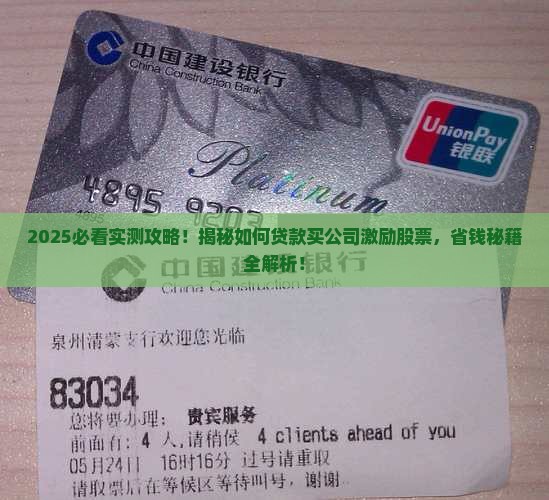 中国建设银行
China Construction Bank
UnionPay
银联
Platinum
4895 920
2025必看实测攻略！揭秘如何贷款买公司激励股票，省钱秘籍
全解析！
中国建设银行
泉州清蒙支行欢迎您光临
83034
您将要办理: 贵宾服务
前面有: 4 人,请稍侯 4 clients ahead of you
05月24日 16时16分 过号请重取
请取票后在等候区等待叫号, 谢谢